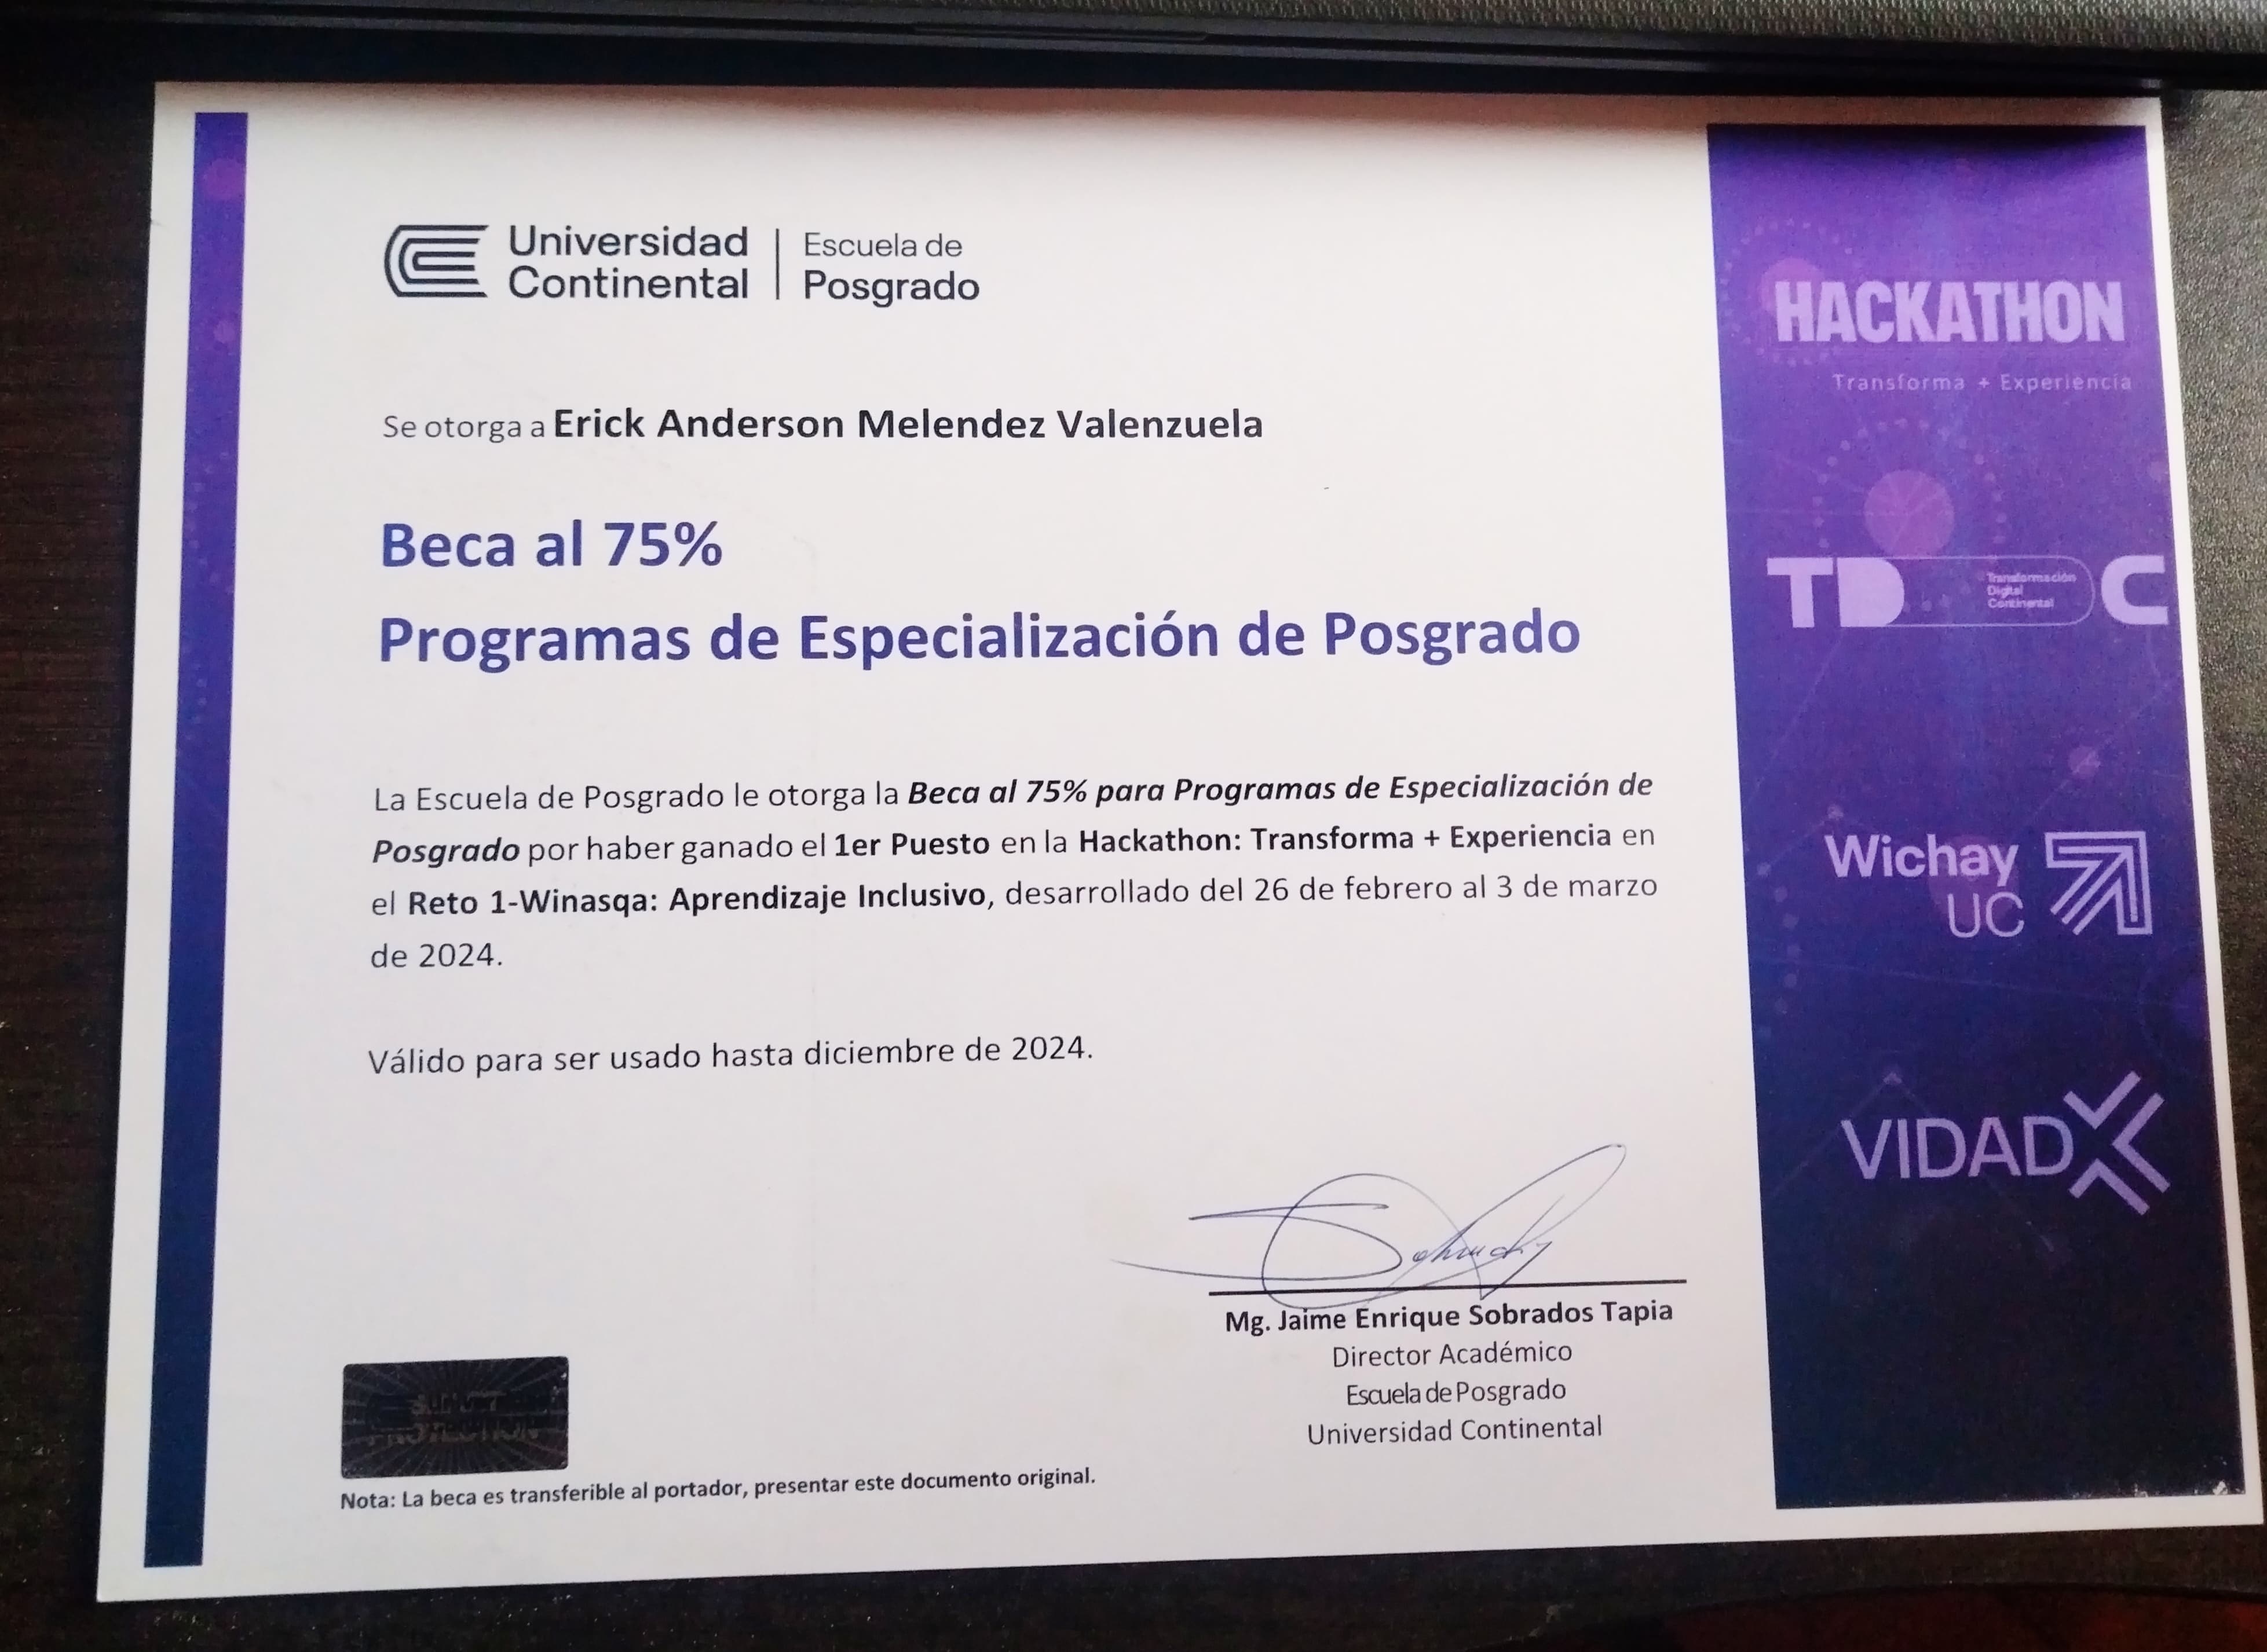 Universidad
Continental
Escuela de
Posgrado
Se otorga a Erick Anderson Melendez Valenzuela
Beca al 75%
Programas de Especialización de Posgrado
La Escuela de Posgrado le otorga la Beca al 75% para Programas de Especialización de
Posgrado por haber ganado el 1er Puesto en la Hackathon: Transforma + Experiencia en
el Reto 1-Winasqa: Aprendizaje Inclusivo, desarrollado del 26 de febrero al 3 de marzo
de 2024.
Válido para ser usado hasta diciembre de 2024.
Mg. Jaime Enrique Sobrados Tapia
Director Académico
Escuela de Posgrado
Universidad Continental
Nota: La beca es transferible al portador, presentar este documento original.
HACKATHON
Transforma + Experiencia
TD C
Transformación
Digital
Continental
Wichay
UC
VIDAD